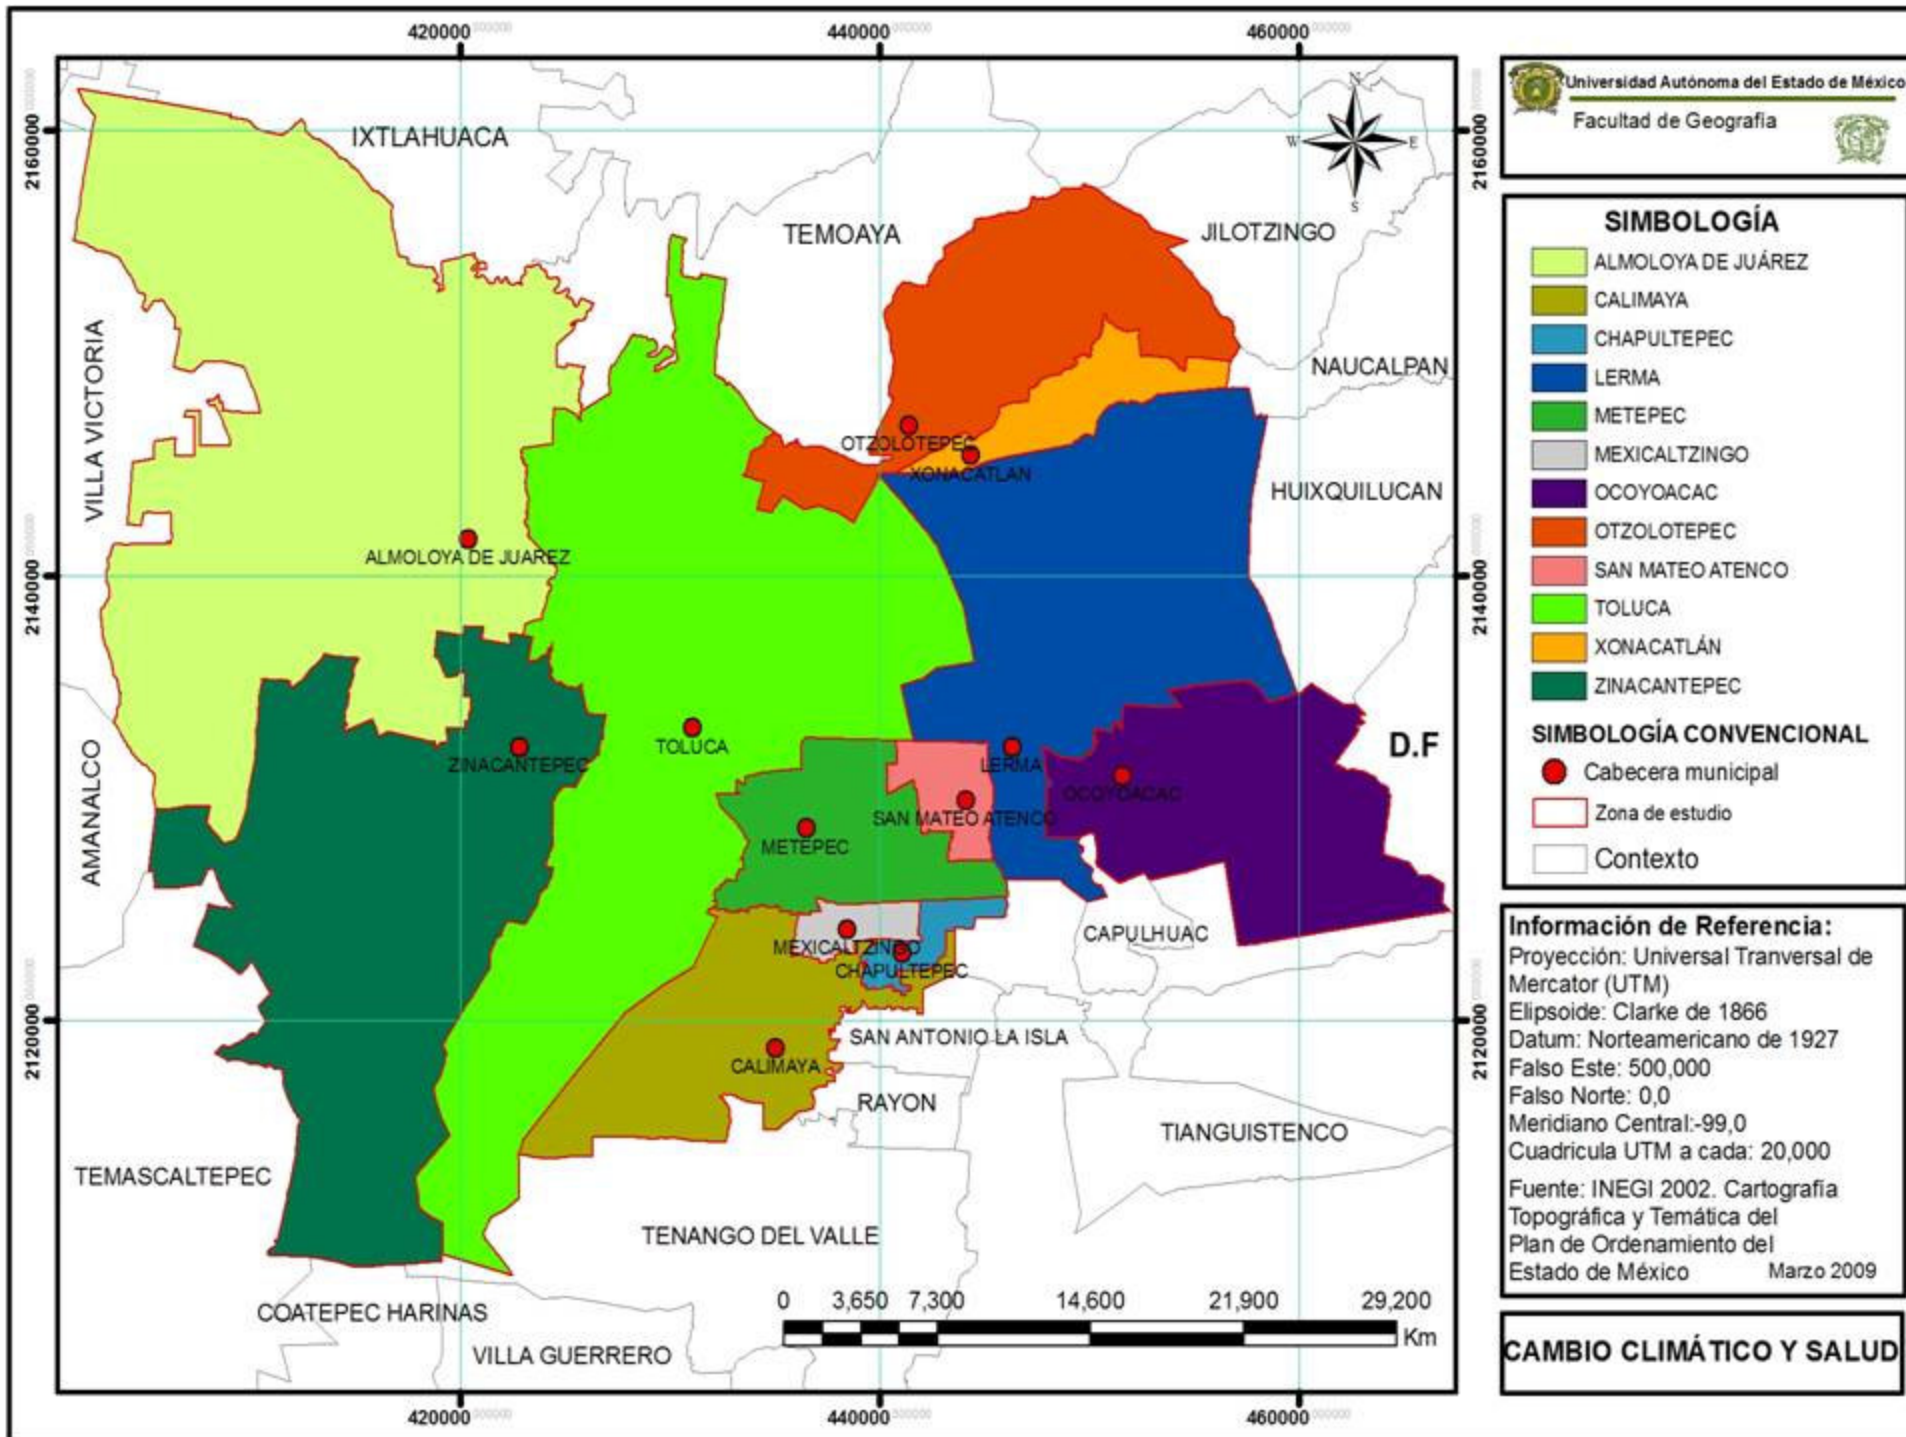 420000
440000
460000
2160000
2140000
2120000
2160000
2140000
2120000
420000
440000
460000
N
W
E
S
IXTLAHUACA
TEMOAYA
JILOTZINGO
NAUCALPAN
VILLA VICTORIA
OTZOLOTEPEC
XONACATLAN
HUIXQUILUCAN
ALMOLOYA DE JUAREZ
TOLUCA
ZINACANTEPEC
LERMA
D.F
OCOYOACAC
SAN MATEO ATENCO
METEPEC
AMANALCO
CAPULHUAC
MEXICALTZINGO
CHAPULTEPEC
SAN ANTONIO LA ISLA
CALIMAYA
RAYON
TIANGUISTENCO
TEMASCALTEPEC
TENANGO DEL VALLE
COATEPEC HARINAS
VILLA GUERRERO
0 3,650 7,300 14,600 21,900 29,200
Km
Universidad Autónoma del Estado de México
Facultad de Geografía
SIMBOLOGÍA
ALMOLOYA DE JUÁREZ
CALIMAYA
CHAPULTEPEC
LERMA
METEPEC
MEXICALTZINGO
OCOYOACAC
OTZOLOTEPEC
SAN MATEO ATENCO
TOLUCA
XONACATLÁN
ZINACANTEPEC
SIMBOLOGÍA CONVENCIONAL
Cabecera municipal
Zona de estudio
Contexto
Información de Referencia:
Proyección: Universal Tranversal de
Mercator (UTM)
Elipsoide: Clarke de 1866
Datum: Norteamericano de 1927
Falso Este: 500,000
Falso Norte: 0,0
Meridiano Central:-99,0
Cuadricula UTM a cada: 20,000
Fuente: INEGI 2002. Cartografía
Topográfica y Temática del
Plan de Ordenamiento del
Estado de México Marzo 2009
CAMBIO CLIMÁTICO Y SALUD